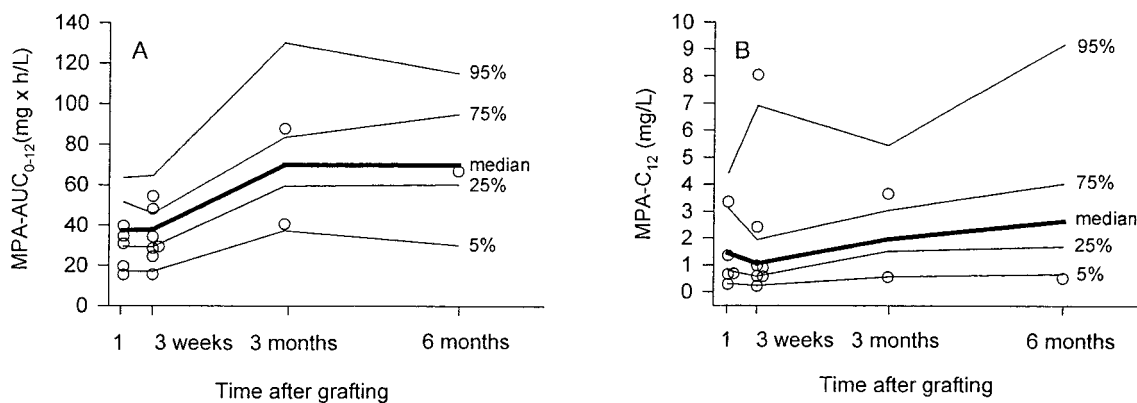 A
MPA-AUC0-12(mg x h/L)
140
120
100
80
60
40
20
0
95%
75%
median
25%
5%
1
3 weeks
3 months
6 months
Time after grafting
B
MPA-C12 (mg/L)
10
9
8
7
6
5
4
3
2
1
0
95%
75%
median
25%
5%
1
3 weeks
3 months
6 months
Time after grafting